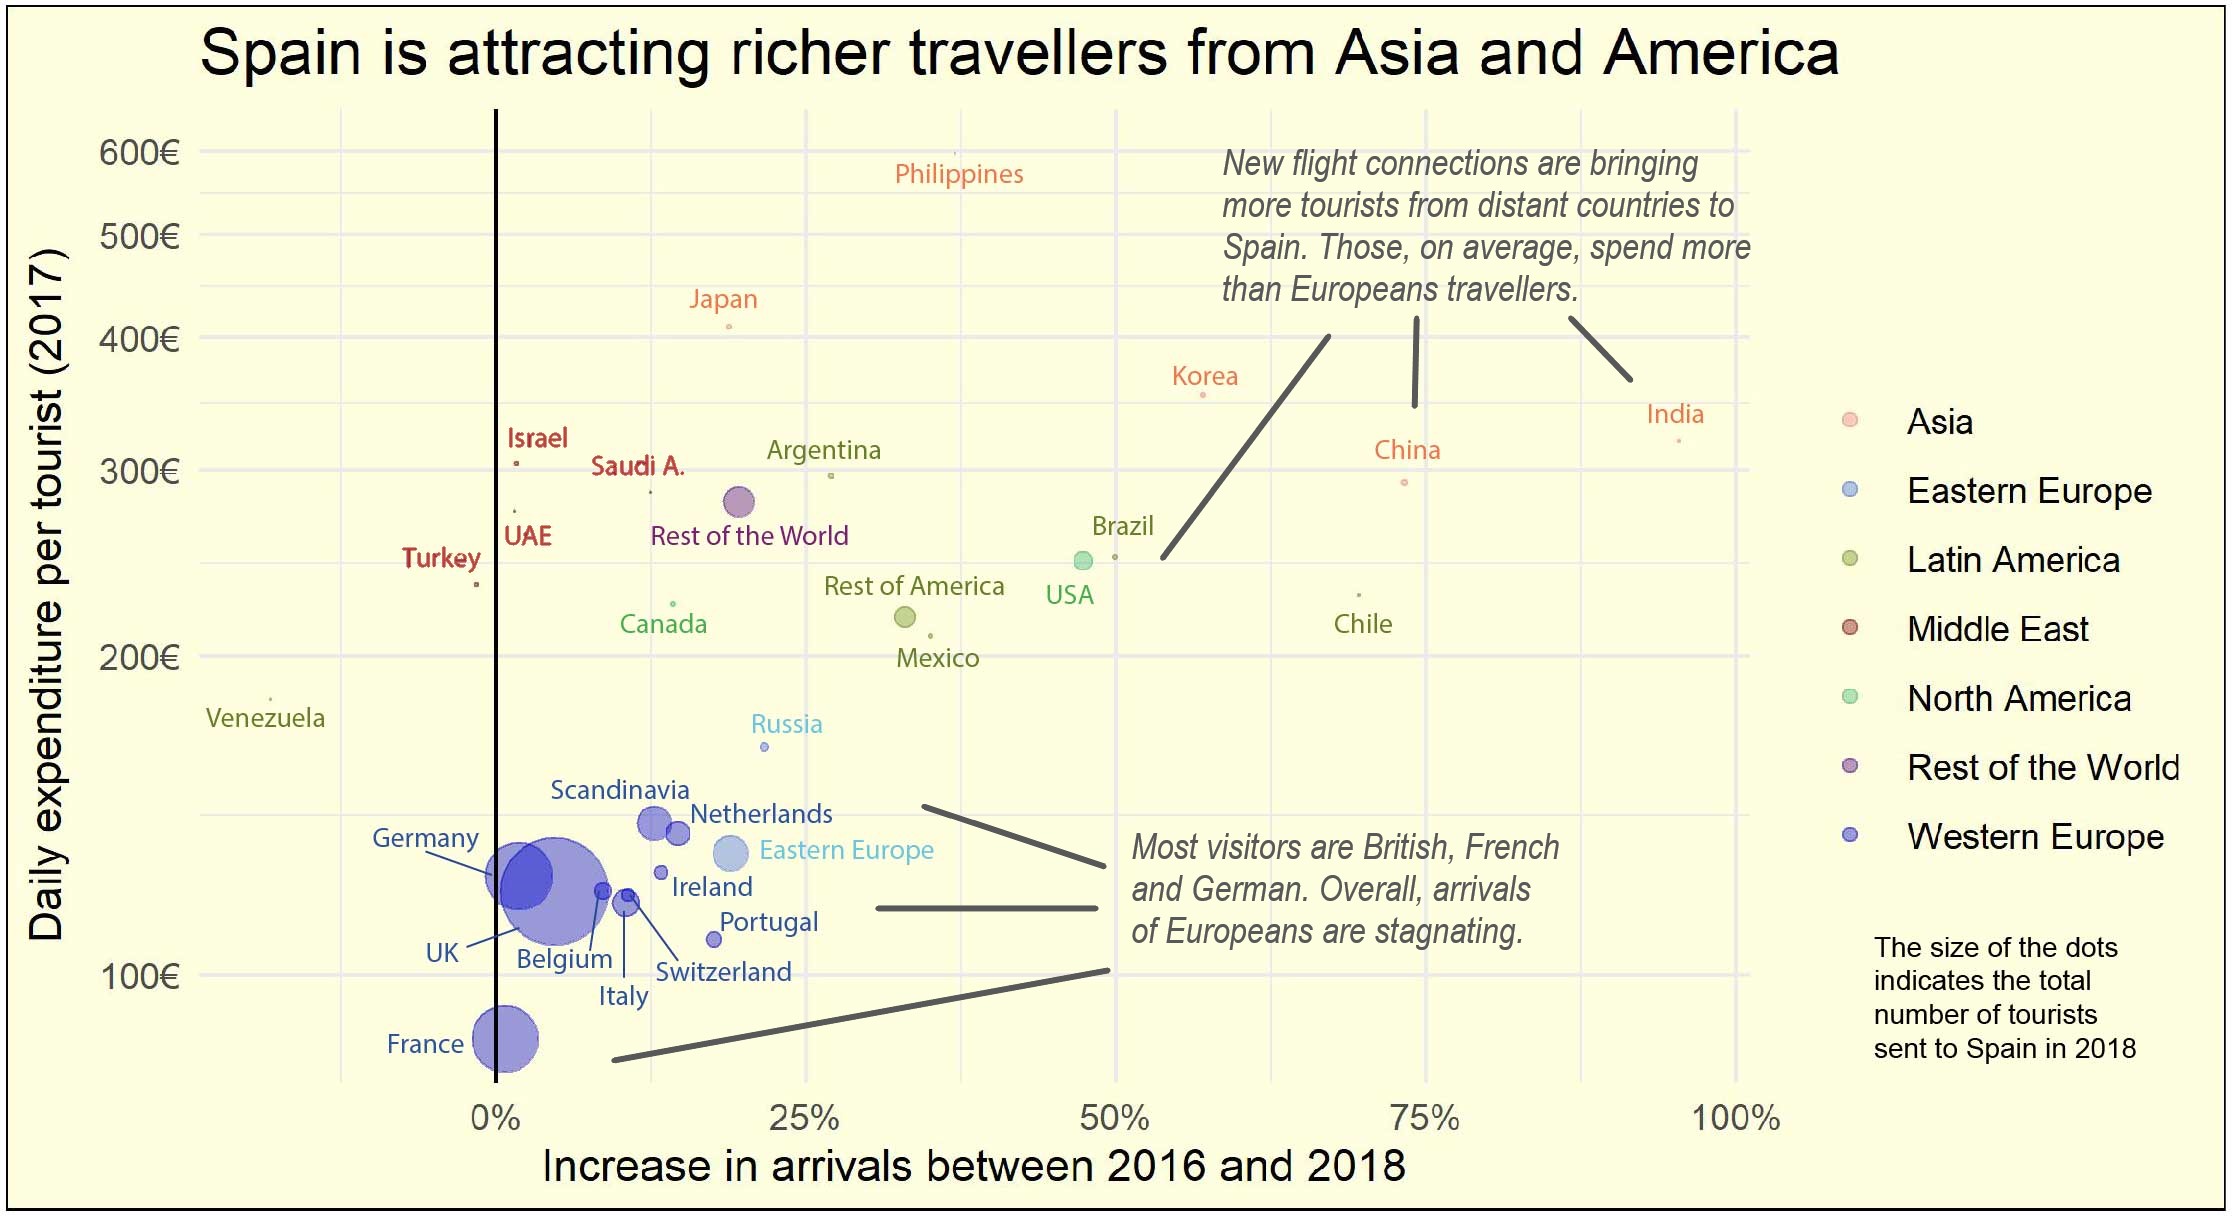 Spain is attracting richer travellers from Asia and America
Daily expenditure per tourist (2017)
600€
500€
400€
300€
200€
100€
Philippines
New flight connections are bringing
more tourists from distant countries to
Spain. Those, on average, spend more
than Europeans travellers.
Japan
Korea
India
Israel
Saudi A.
Argentina
China
Rest of the World
UAE
Brazil
Turkey
Rest of America
USA
Canada
Chile
Mexico
Venezuela
Russia
Scandinavia
Netherlands
Germany
Eastern Europe
Ireland
Portugal
UK
Belgium
Switzerland
Italy
France
Most visitors are British, French
and German. Overall, arrivals
of Europeans are stagnating.
0%
25%
50%
75%
100%
Increase in arrivals between 2016 and 2018
Asia
Eastern Europe
Latin America
Middle East
North America
Rest of the World
Western Europe
The size of the dots
indicates the total
number of tourists
sent to Spain in 2018